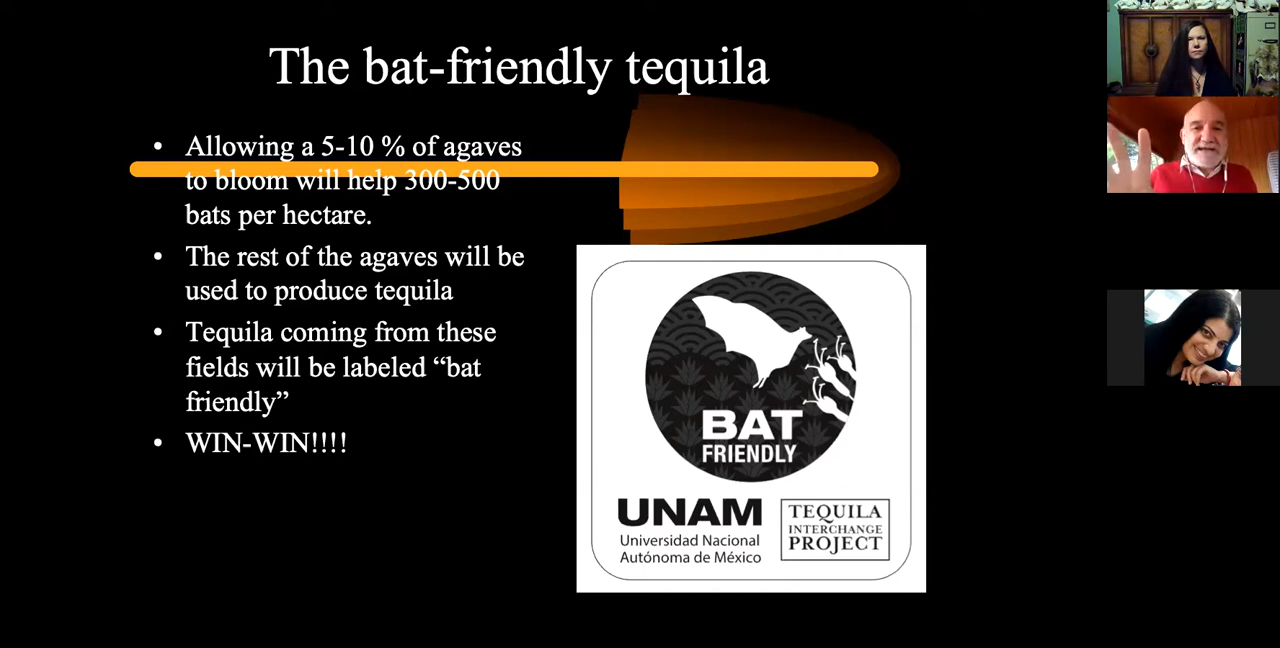 The bat-friendly tequila
• Allowing a 5-10 % of agaves
to bloom will help 300-500
bats per hectare.
• The rest of the agaves will be
used to produce tequila
• Tequila coming from these
fields will be labeled “bat
friendly”
• WIN-WIN!!!!
BAT
FRIENDLY
UNAM
Universidad Nacional
Autónoma de México
TEQUILA
INTERCHANGE
PROJECT